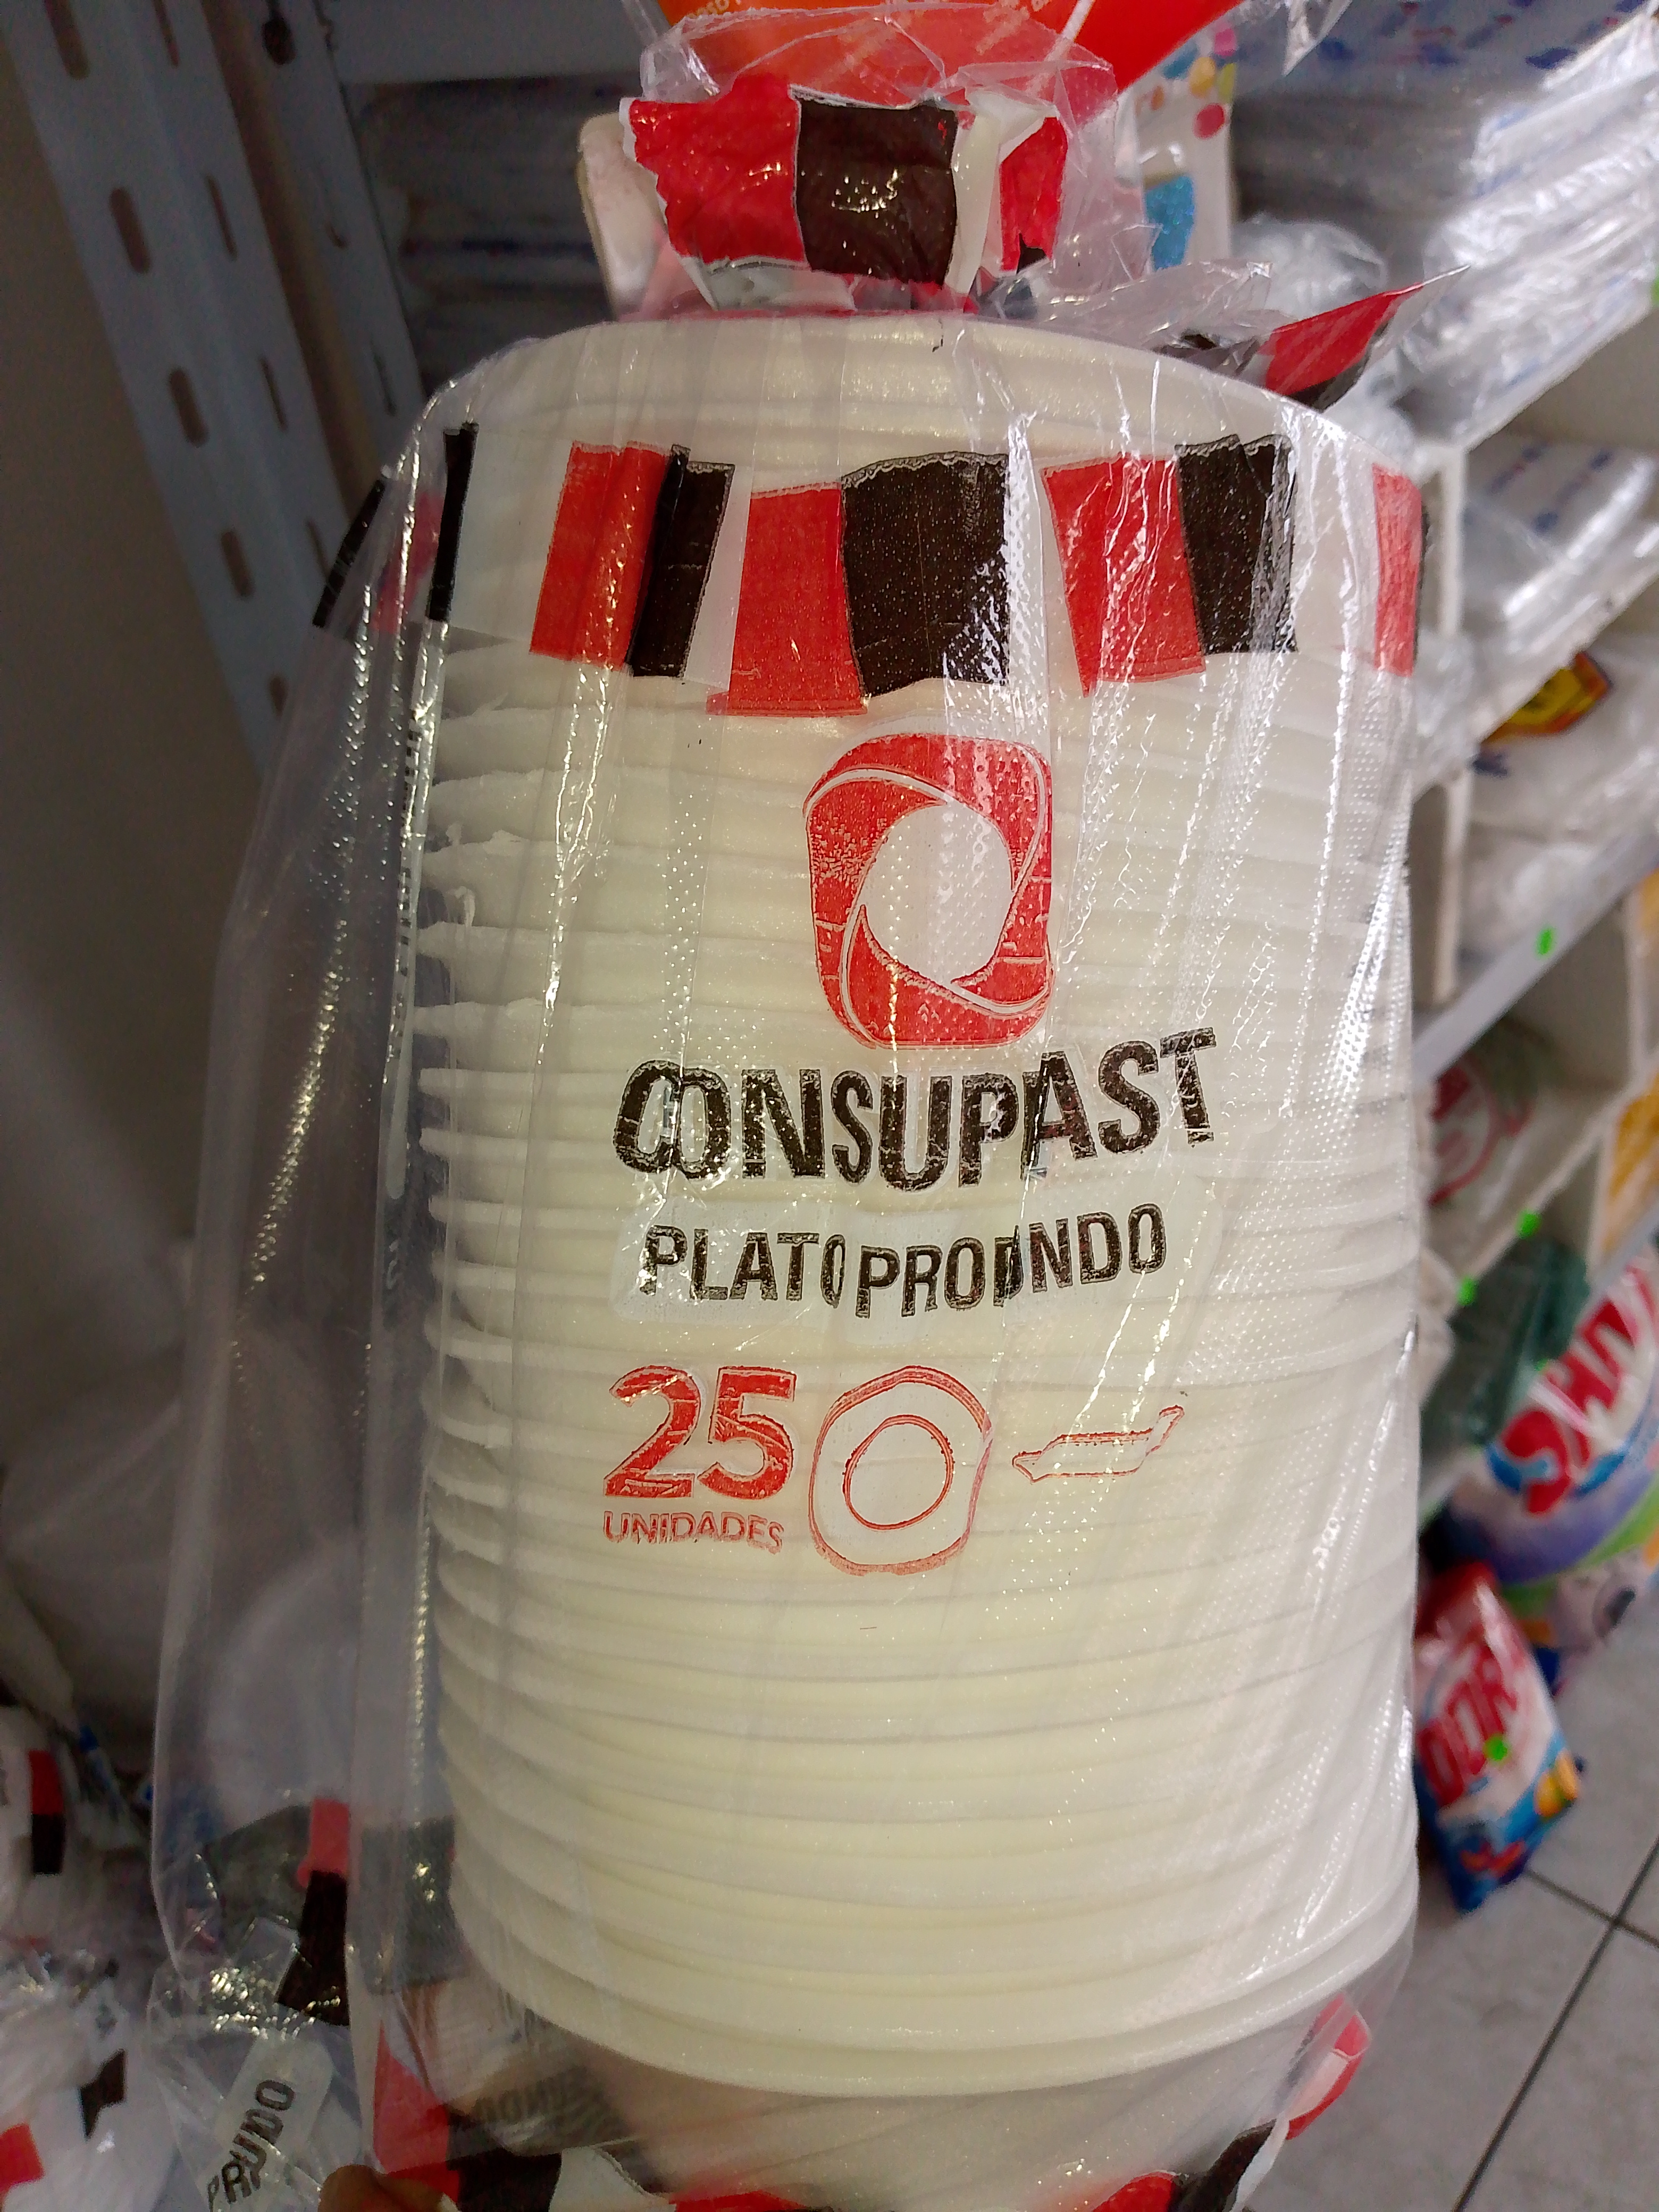 CONSUPAST
PLATO PROFUNDO
25
UNIDADES